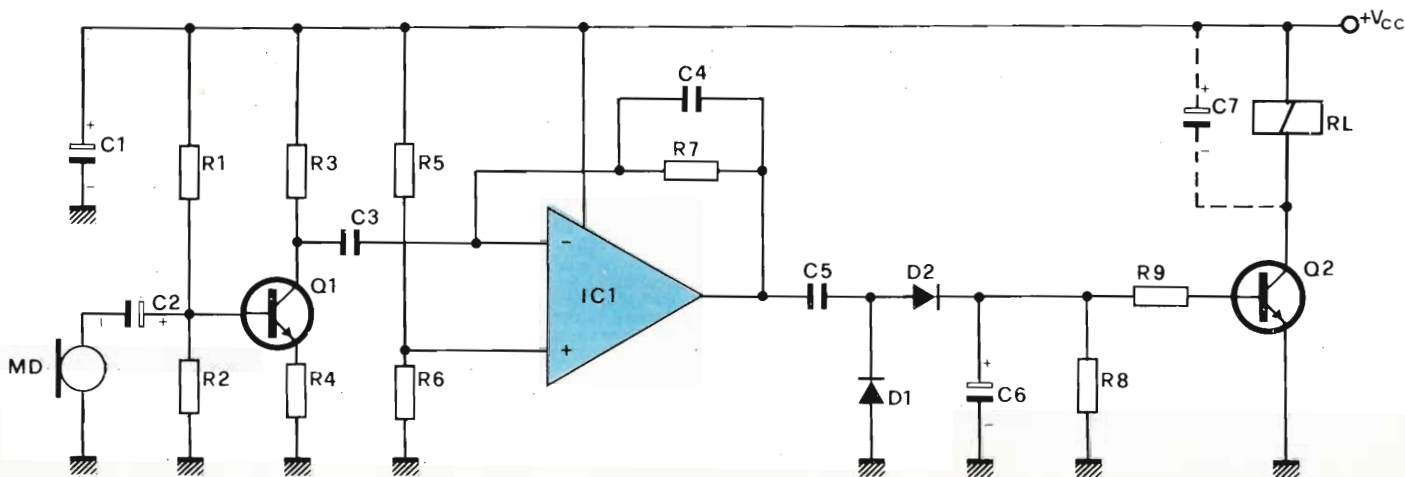 +VCC
C4
C7
RL
C1
R1
R3
R5
R7
C3
−
IC1
+
C2
+
−
Q1
C5
D2
R9
Q2
MD
R2
R4
R6
D1
+
C6
−
R8
+
−
+
−